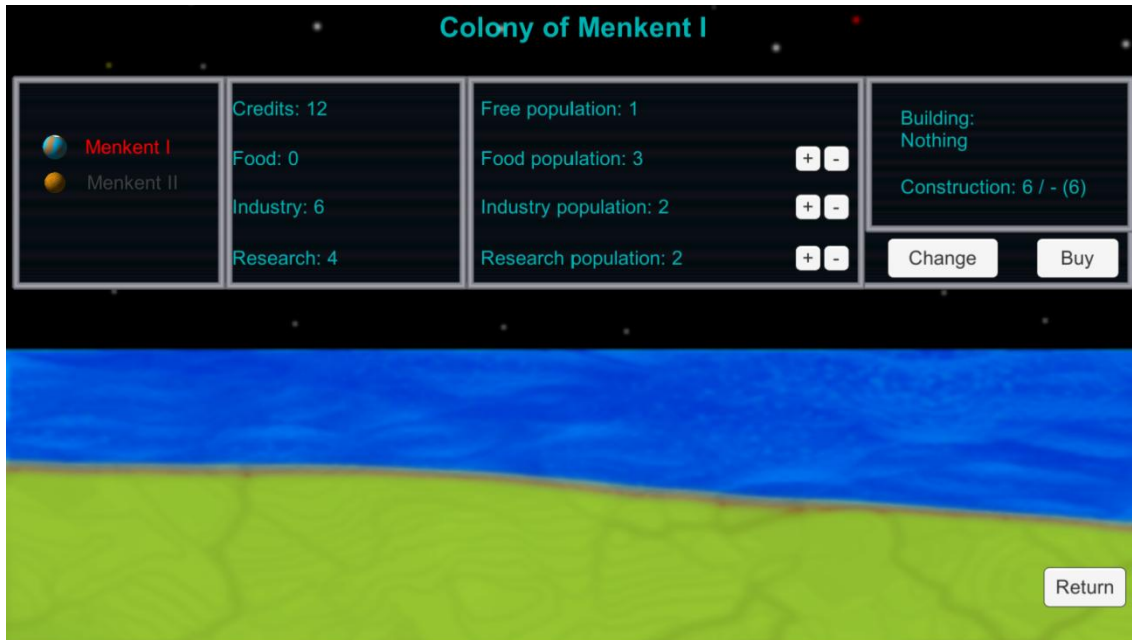 Colony of Menkent I
Menkent I
Menkent II
Credits: 12
Food: 0
Industry: 6
Research: 4
Free population: 1
Food population: 3
+ -
Industry population: 2
+ -
Research population: 2
+ -
Building:
Nothing
Construction: 6 / - (6)
Change
Buy
Return